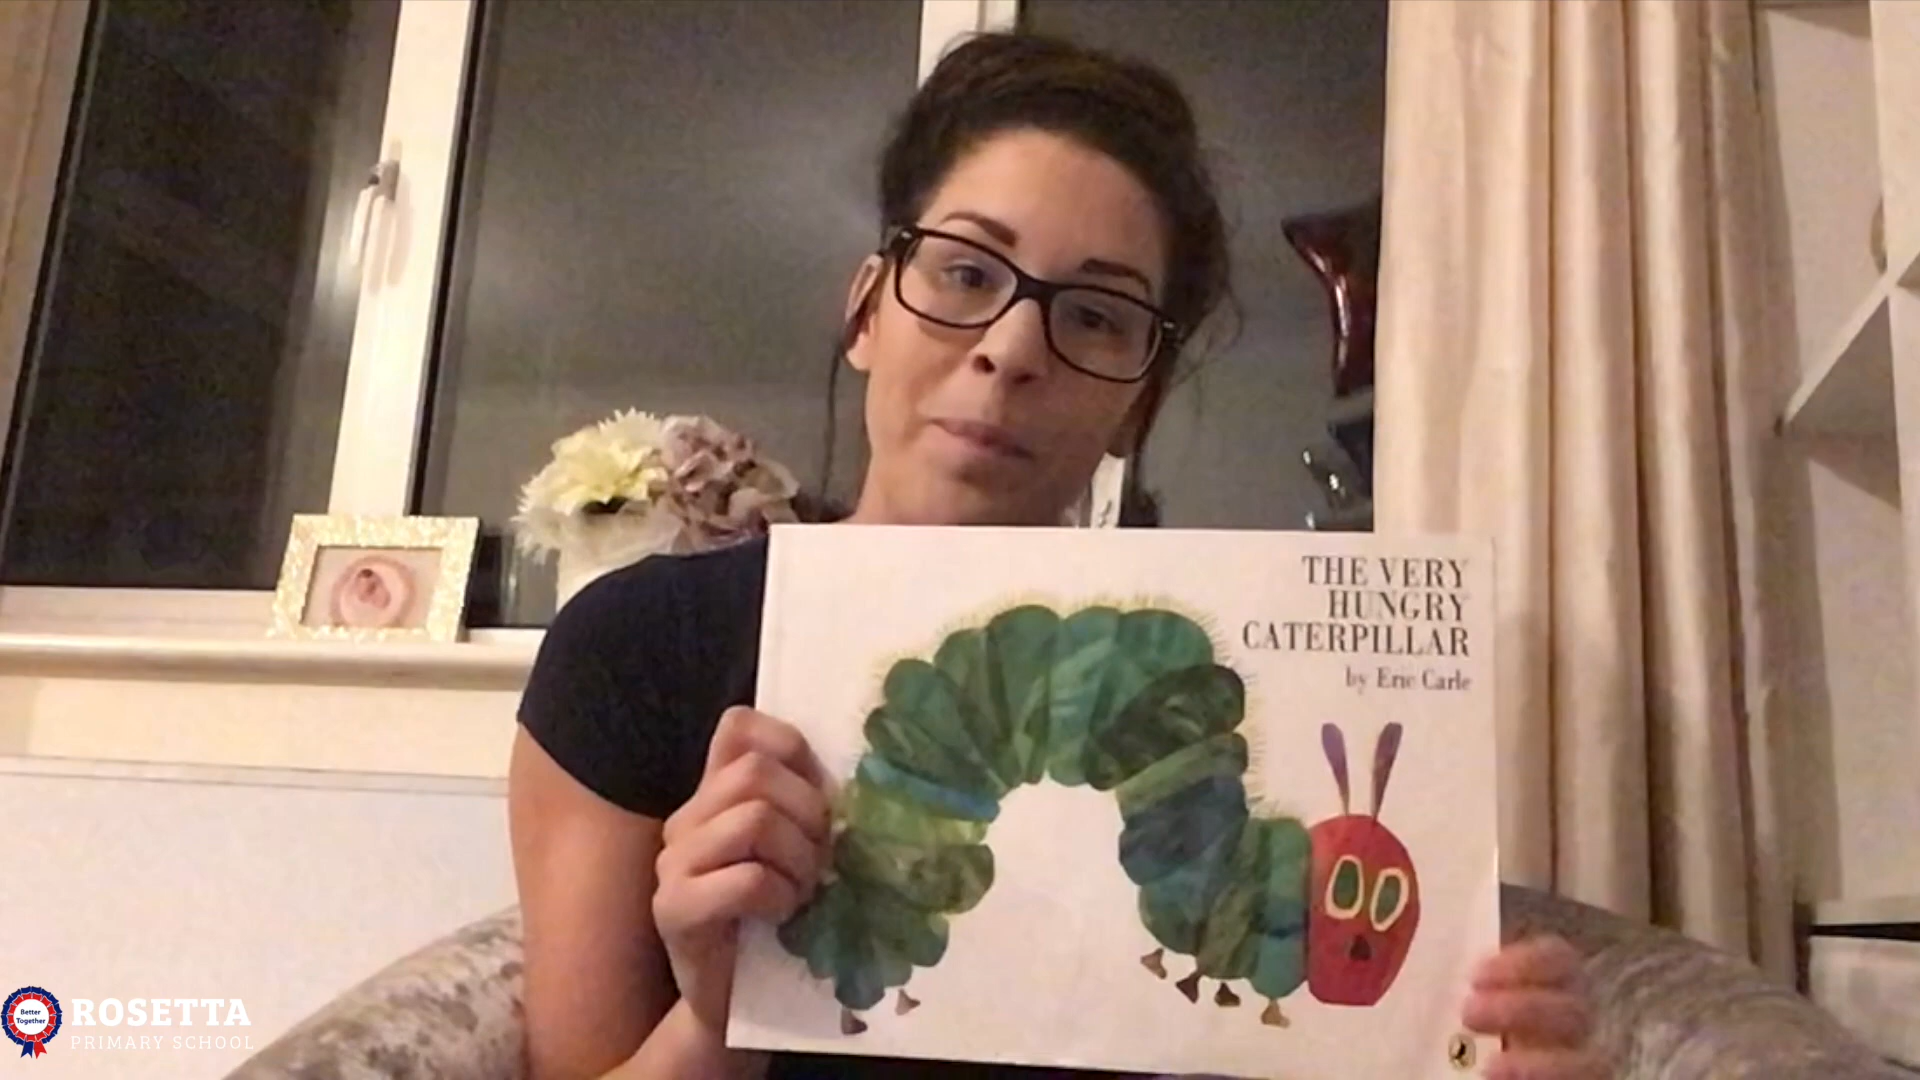 THE VERY
HUNGRY
CATERPILLAR
by Eric Carle
Better
Together
ROSETTA
PRIMARY SCHOOL